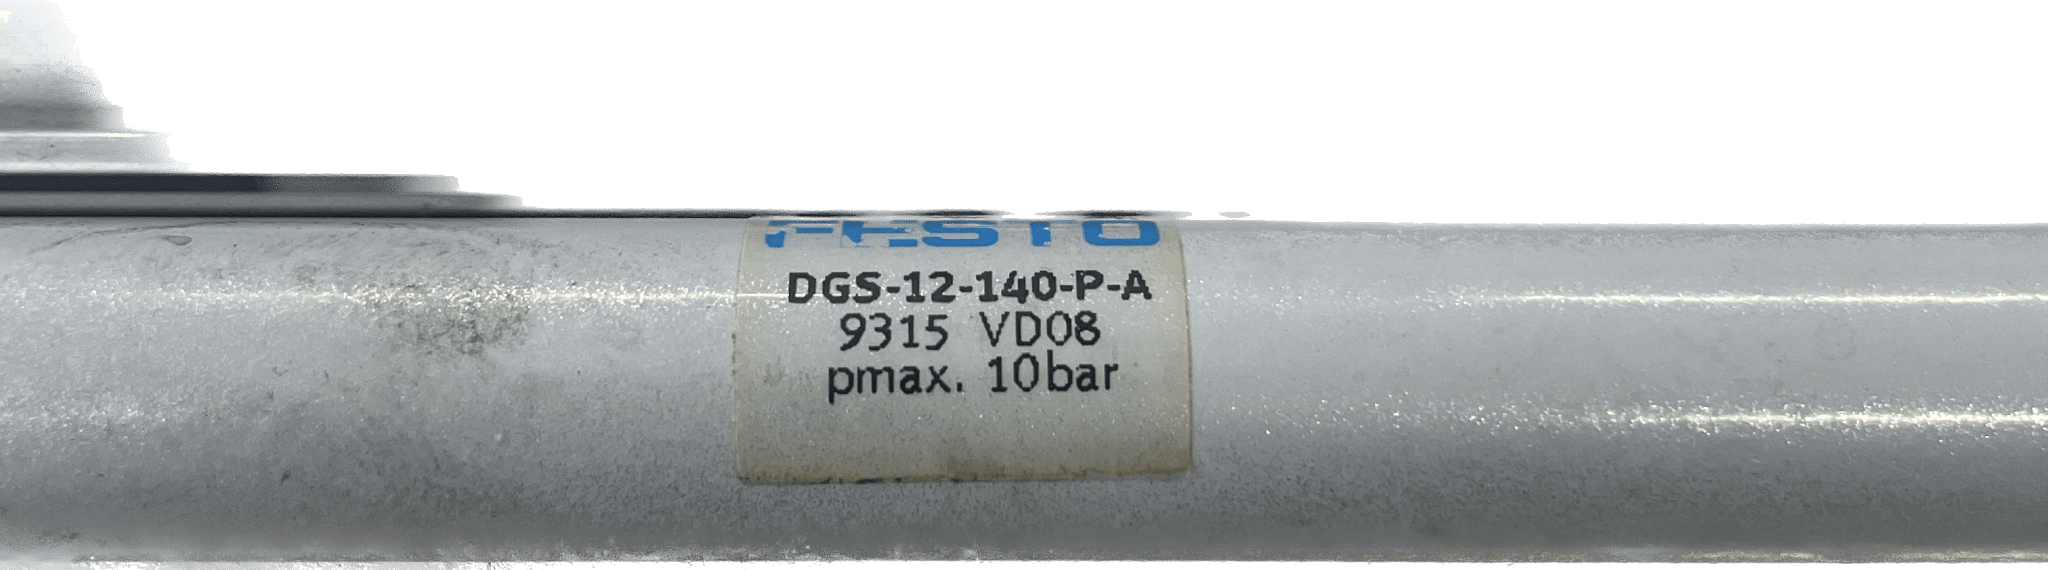 FESTO
DGS-12-140-P-A
9315 VD08
pmax. 10bar